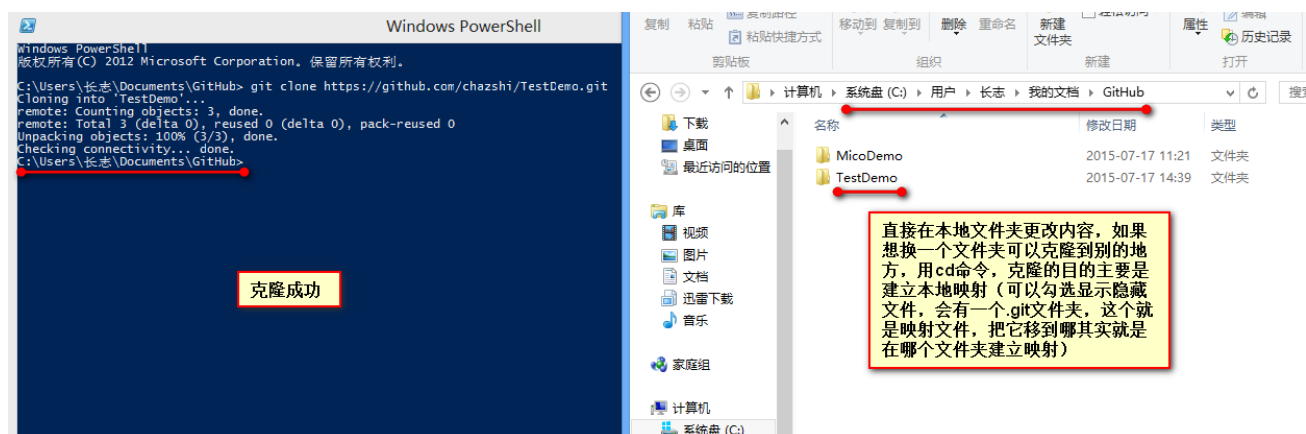 Windows PowerShell
Windows PowerShell
版权所有(C) 2012 Microsoft Corporation。保留所有权利。
C:\Users\长志\Documents\GitHub> git clone https://github.com/chazshi/TestDemo.git
Cloning into 'TestDemo'...
remote: Counting objects: 3, done.
remote: Total 3 (delta 0), reused 0 (delta 0), pack-reused 0
Unpacking objects: 100% (3/3), done.
Checking connectivity... done.
C:\Users\长志\Documents\GitHub>
克隆成功
复制 粘贴 复制路径 移动到 复制到 删除 重命名 新建 轻松访问 属性 编辑
粘贴快捷方式 文件夹 历史记录
剪贴板 组织 新建 打开
计算机 系统盘 (C:) 用户 长志 我的文档 GitHub
下载
桌面
最近访问的位置
库
视频
图片
文档
迅雷下载
音乐
家庭组
计算机
系统盘 (C:)
名称 修改日期 类型
MicoDemo 2015-07-17 11:21 文件夹
TestDemo 2015-07-17 14:39 文件夹
直接在本地文件夹更改内容，如果
想换一个文件夹可以克隆到别的地
方，用cd命令，克隆的目的主要是
建立本地映射（可以勾选显示隐藏
文件，会有一个.git文件夹，这个就
是映射文件，把它移到哪其实就是
在哪个文件夹建立映射）